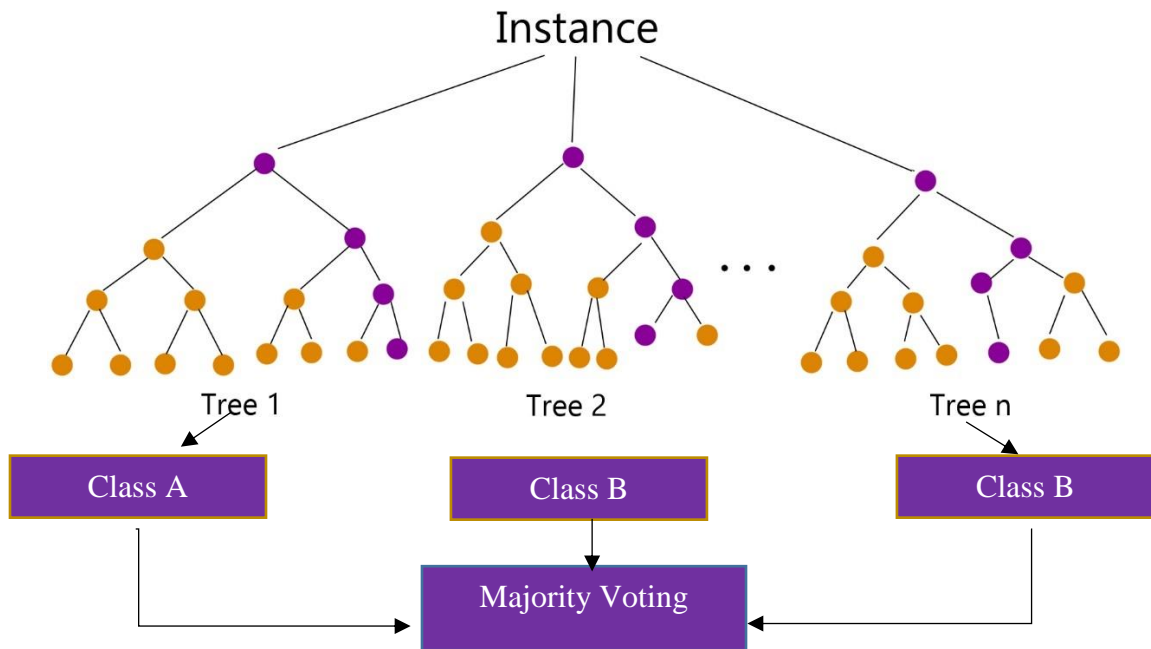 Instance
. . .
Tree 1
Tree 2
Tree n
Class A
Class B
Class B
Majority Voting